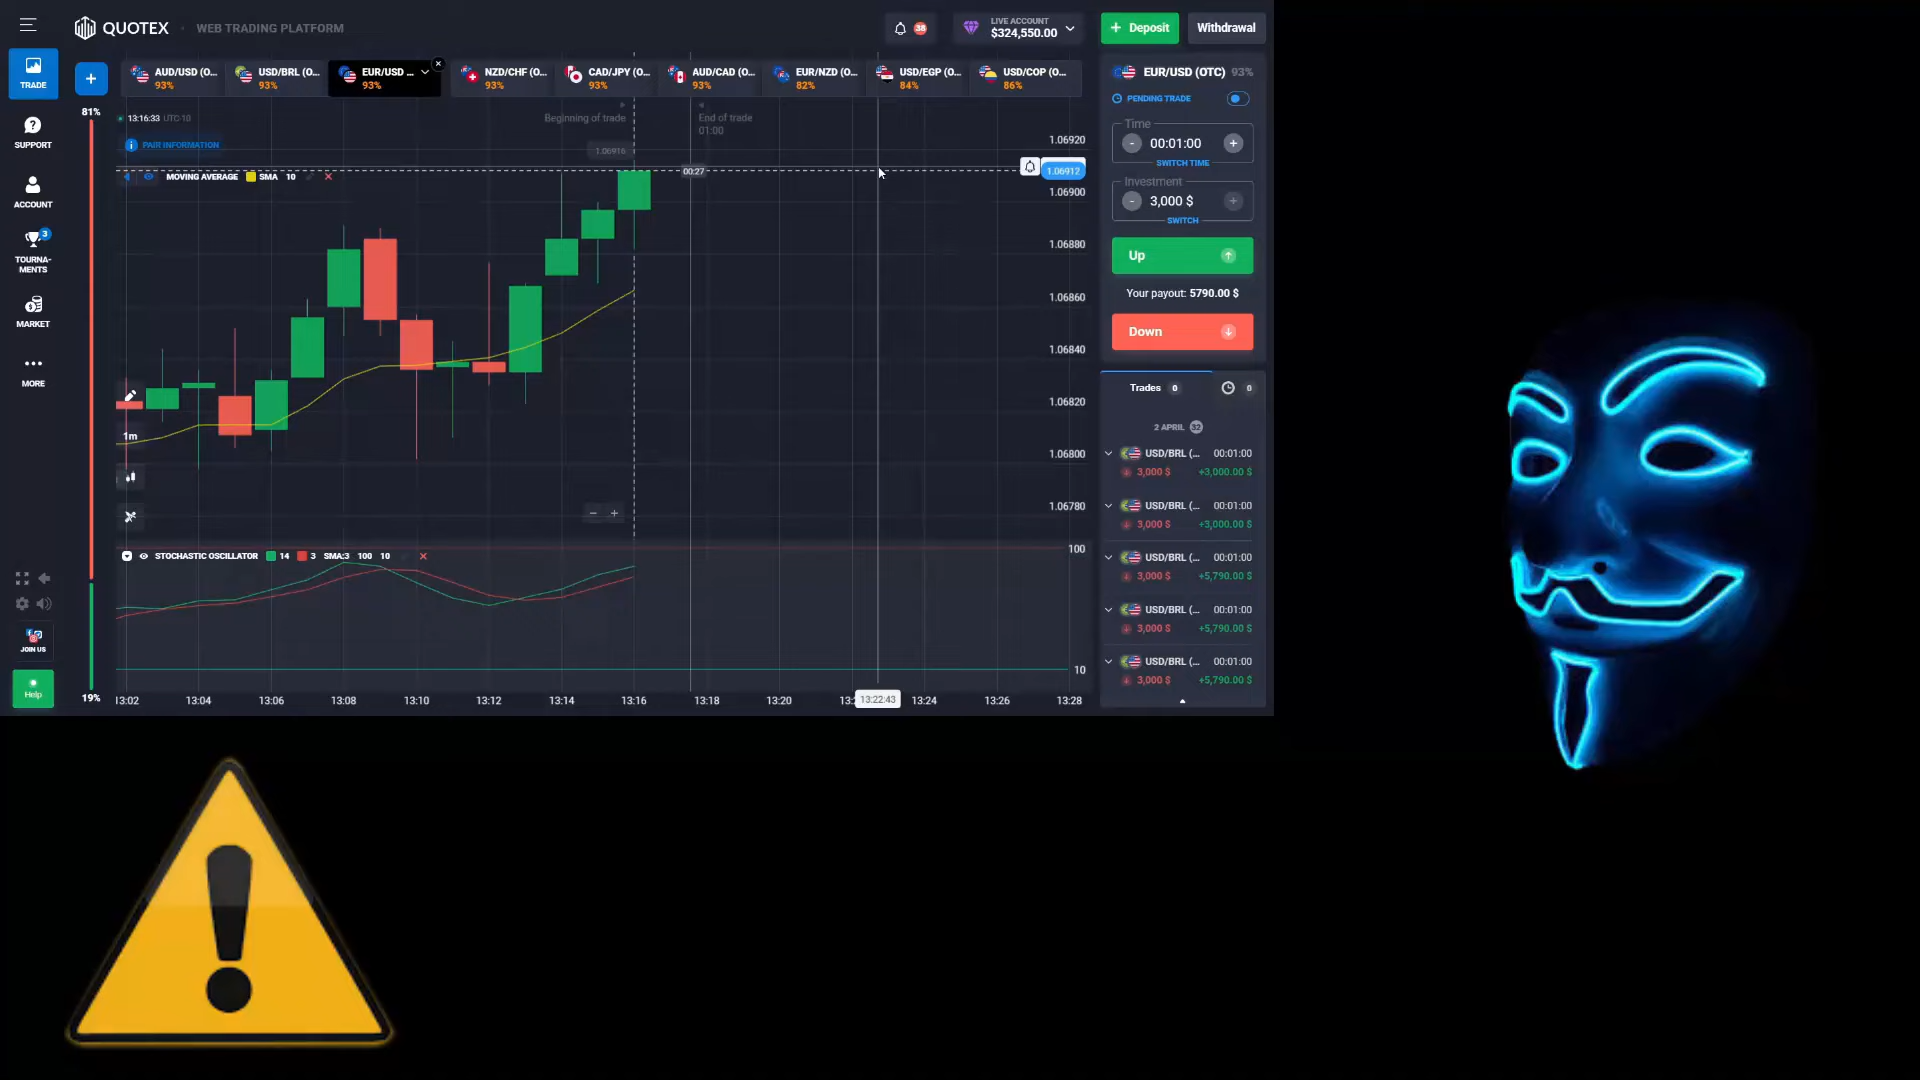 QUOTEX
WEB TRADING PLATFORM
38
LIVE ACCOUNT
$324,550.00
Deposit
Withdrawal
TRADE
SUPPORT
ACCOUNT
3
TOURNA-
MENTS
MARKET
MORE
JOIN US
Help
AUD/USD (O...
93%
USD/BRL (O...
93%
EUR/USD ...
93%
NZD/CHF (O...
93%
CAD/JPY (O...
93%
AUD/CAD (O...
93%
EUR/NZD (O...
82%
USD/EGP (O...
84%
USD/COP (O...
86%
81%
19%
13:16:33 UTC-10
PAIR INFORMATION
MOVING AVERAGE SMA 10
Beginning of trade
End of trade
01:00
1.06916
00:27
1.06920
1.06912
1.06900
1.06880
1.06860
1.06840
1.06820
1.06800
1.06780
1m
STOCHASTIC OSCILLATOR 14 3 SMA:3 100 10
100
10
13:02 13:04 13:06 13:08 13:10 13:12 13:14 13:16 13:18 13:20 13:22:43 13:24 13:26 13:28
EUR/USD (OTC) 93%
PENDING TRADE
Time
- 00:01:00 +
SWITCH TIME
Investment
- 3,000 $ +
SWITCH
Up
Your payout: 5790.00 $
Down
Trades 0 0
2 APRIL 32
USD/BRL (... 00:01:00
3,000 $ +3,000.00 $
USD/BRL (... 00:01:00
3,000 $ +3,000.00 $
USD/BRL (... 00:01:00
3,000 $ +5,790.00 $
USD/BRL (... 00:01:00
3,000 $ +5,790.00 $
USD/BRL (... 00:01:00
3,000 $ +5,790.00 $